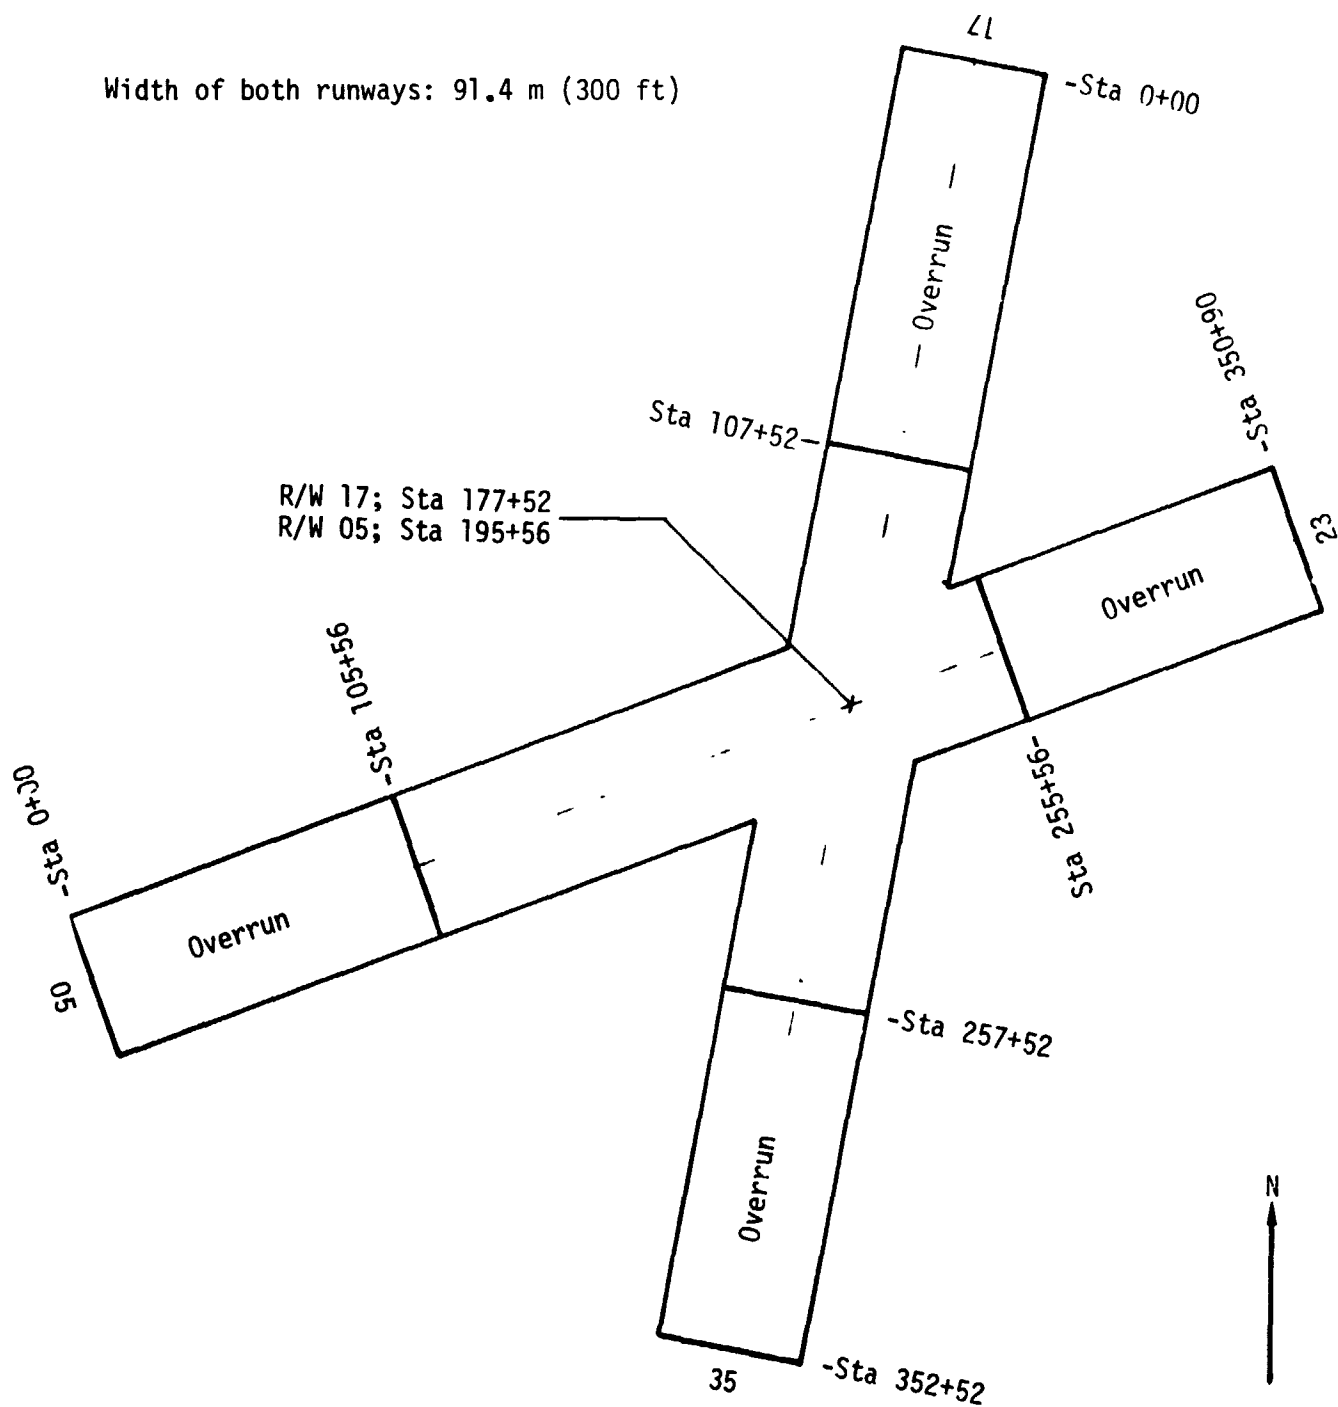 17
-Sta 0+00
Width of both runways: 91.4 m (300 ft)
Overrun
-Sta 350+90
Sta 107+52-
R/W 17; Sta 177+52
R/W 05; Sta 195+56
23
Overrun
-Sta 105+56
-Sta 0+00
Sta 255+56-
Overrun
05
-Sta 257+52
Overrun
N
35
-Sta 352+52